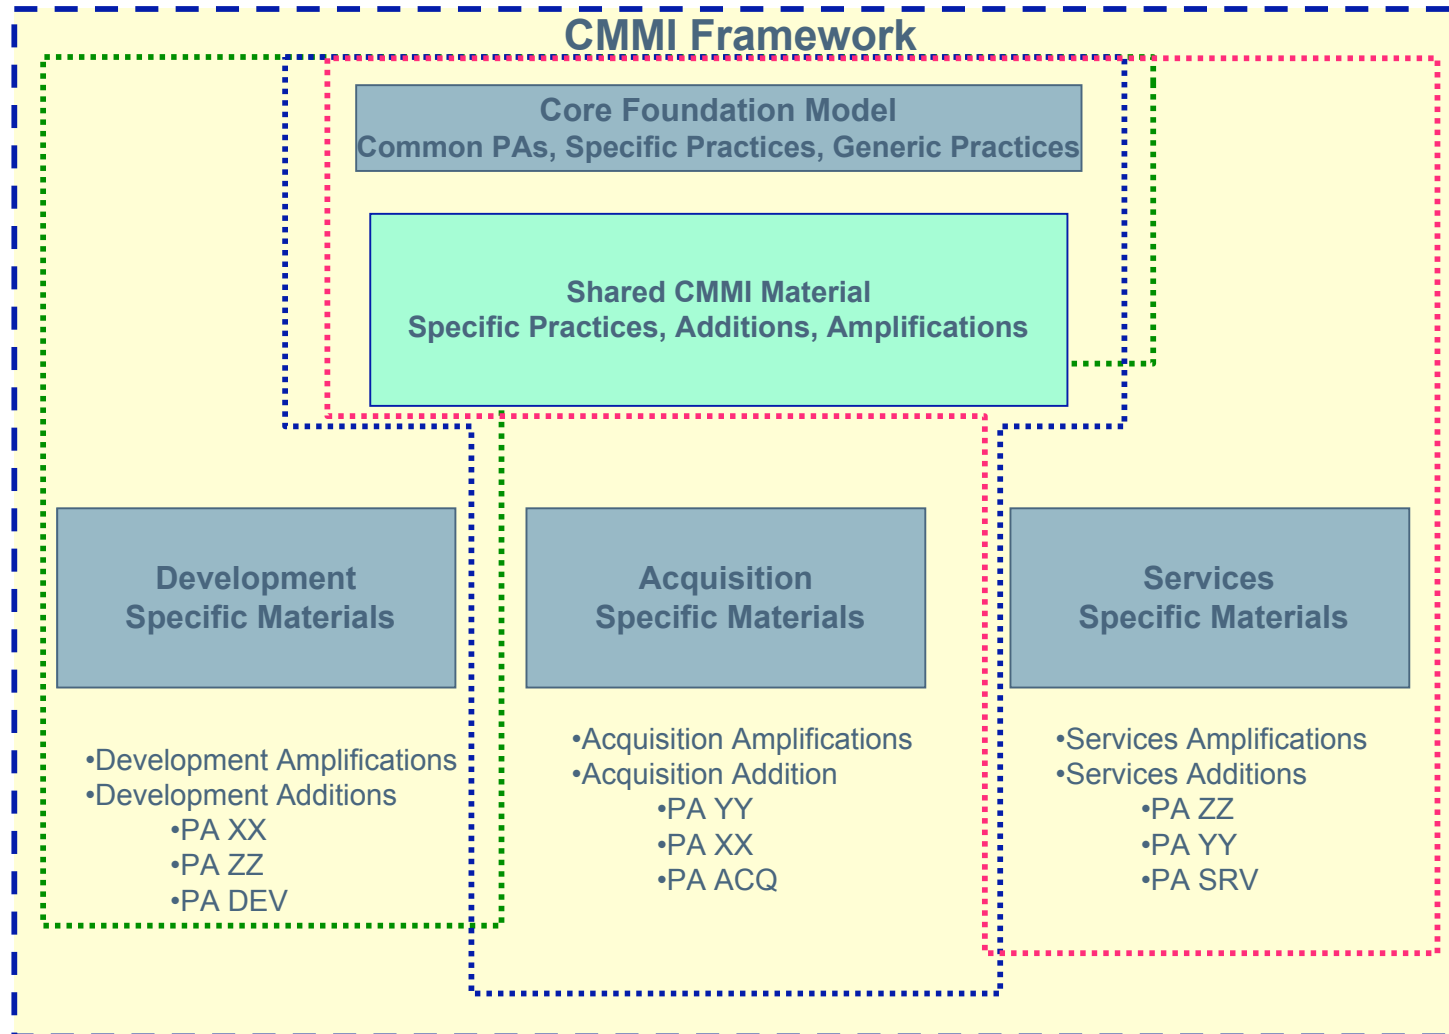 CMMI Framework
Core Foundation Model
Common PAs, Specific Practices, Generic Practices
Shared CMMI Material
Specific Practices, Additions, Amplifications
Development
Specific Materials
•Development Amplifications
•Development Additions
•PA XX
•PA ZZ
•PA DEV
Acquisition
Specific Materials
•Acquisition Amplifications
•Acquisition Addition
•PA YY
•PA XX
•PA ACQ
Services
Specific Materials
•Services Amplifications
•Services Additions
•PA ZZ
•PA YY
•PA SRV